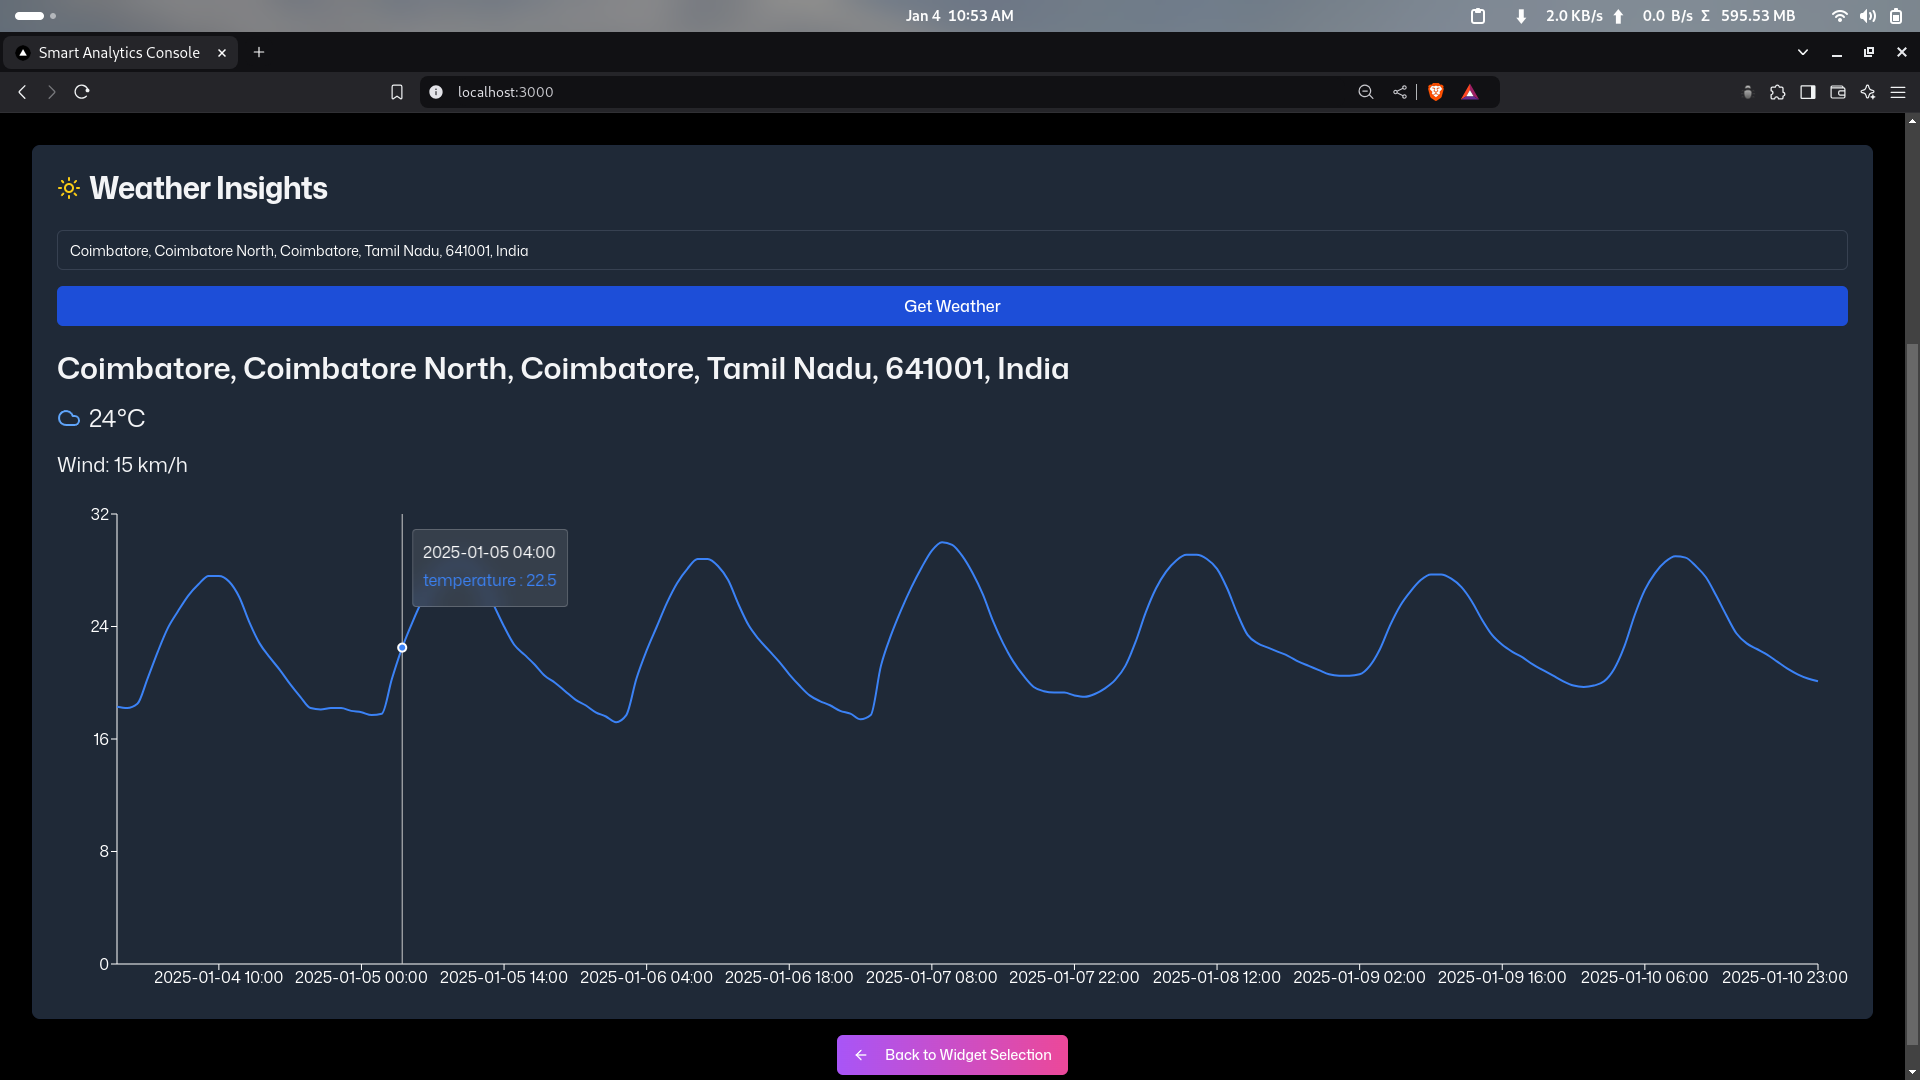 Jan 4 10:53 AM
2.0 KB/s 0.0 B/s Σ 595.53 MB
Smart Analytics Console
localhost:3000
Weather Insights
Coimbatore, Coimbatore North, Coimbatore, Tamil Nadu, 641001, India
Get Weather
Coimbatore, Coimbatore North, Coimbatore, Tamil Nadu, 641001, India
24°C
Wind: 15 km/h
32
2025-01-05 04:00
temperature : 22.5
24
16
8
0
2025-01-04 10:00 2025-01-05 00:00 2025-01-05 14:00 2025-01-06 04:00 2025-01-06 18:00 2025-01-07 08:00 2025-01-07 22:00 2025-01-08 12:00 2025-01-09 02:00 2025-01-09 16:00 2025-01-10 06:00 2025-01-10 23:00
Back to Widget Selection